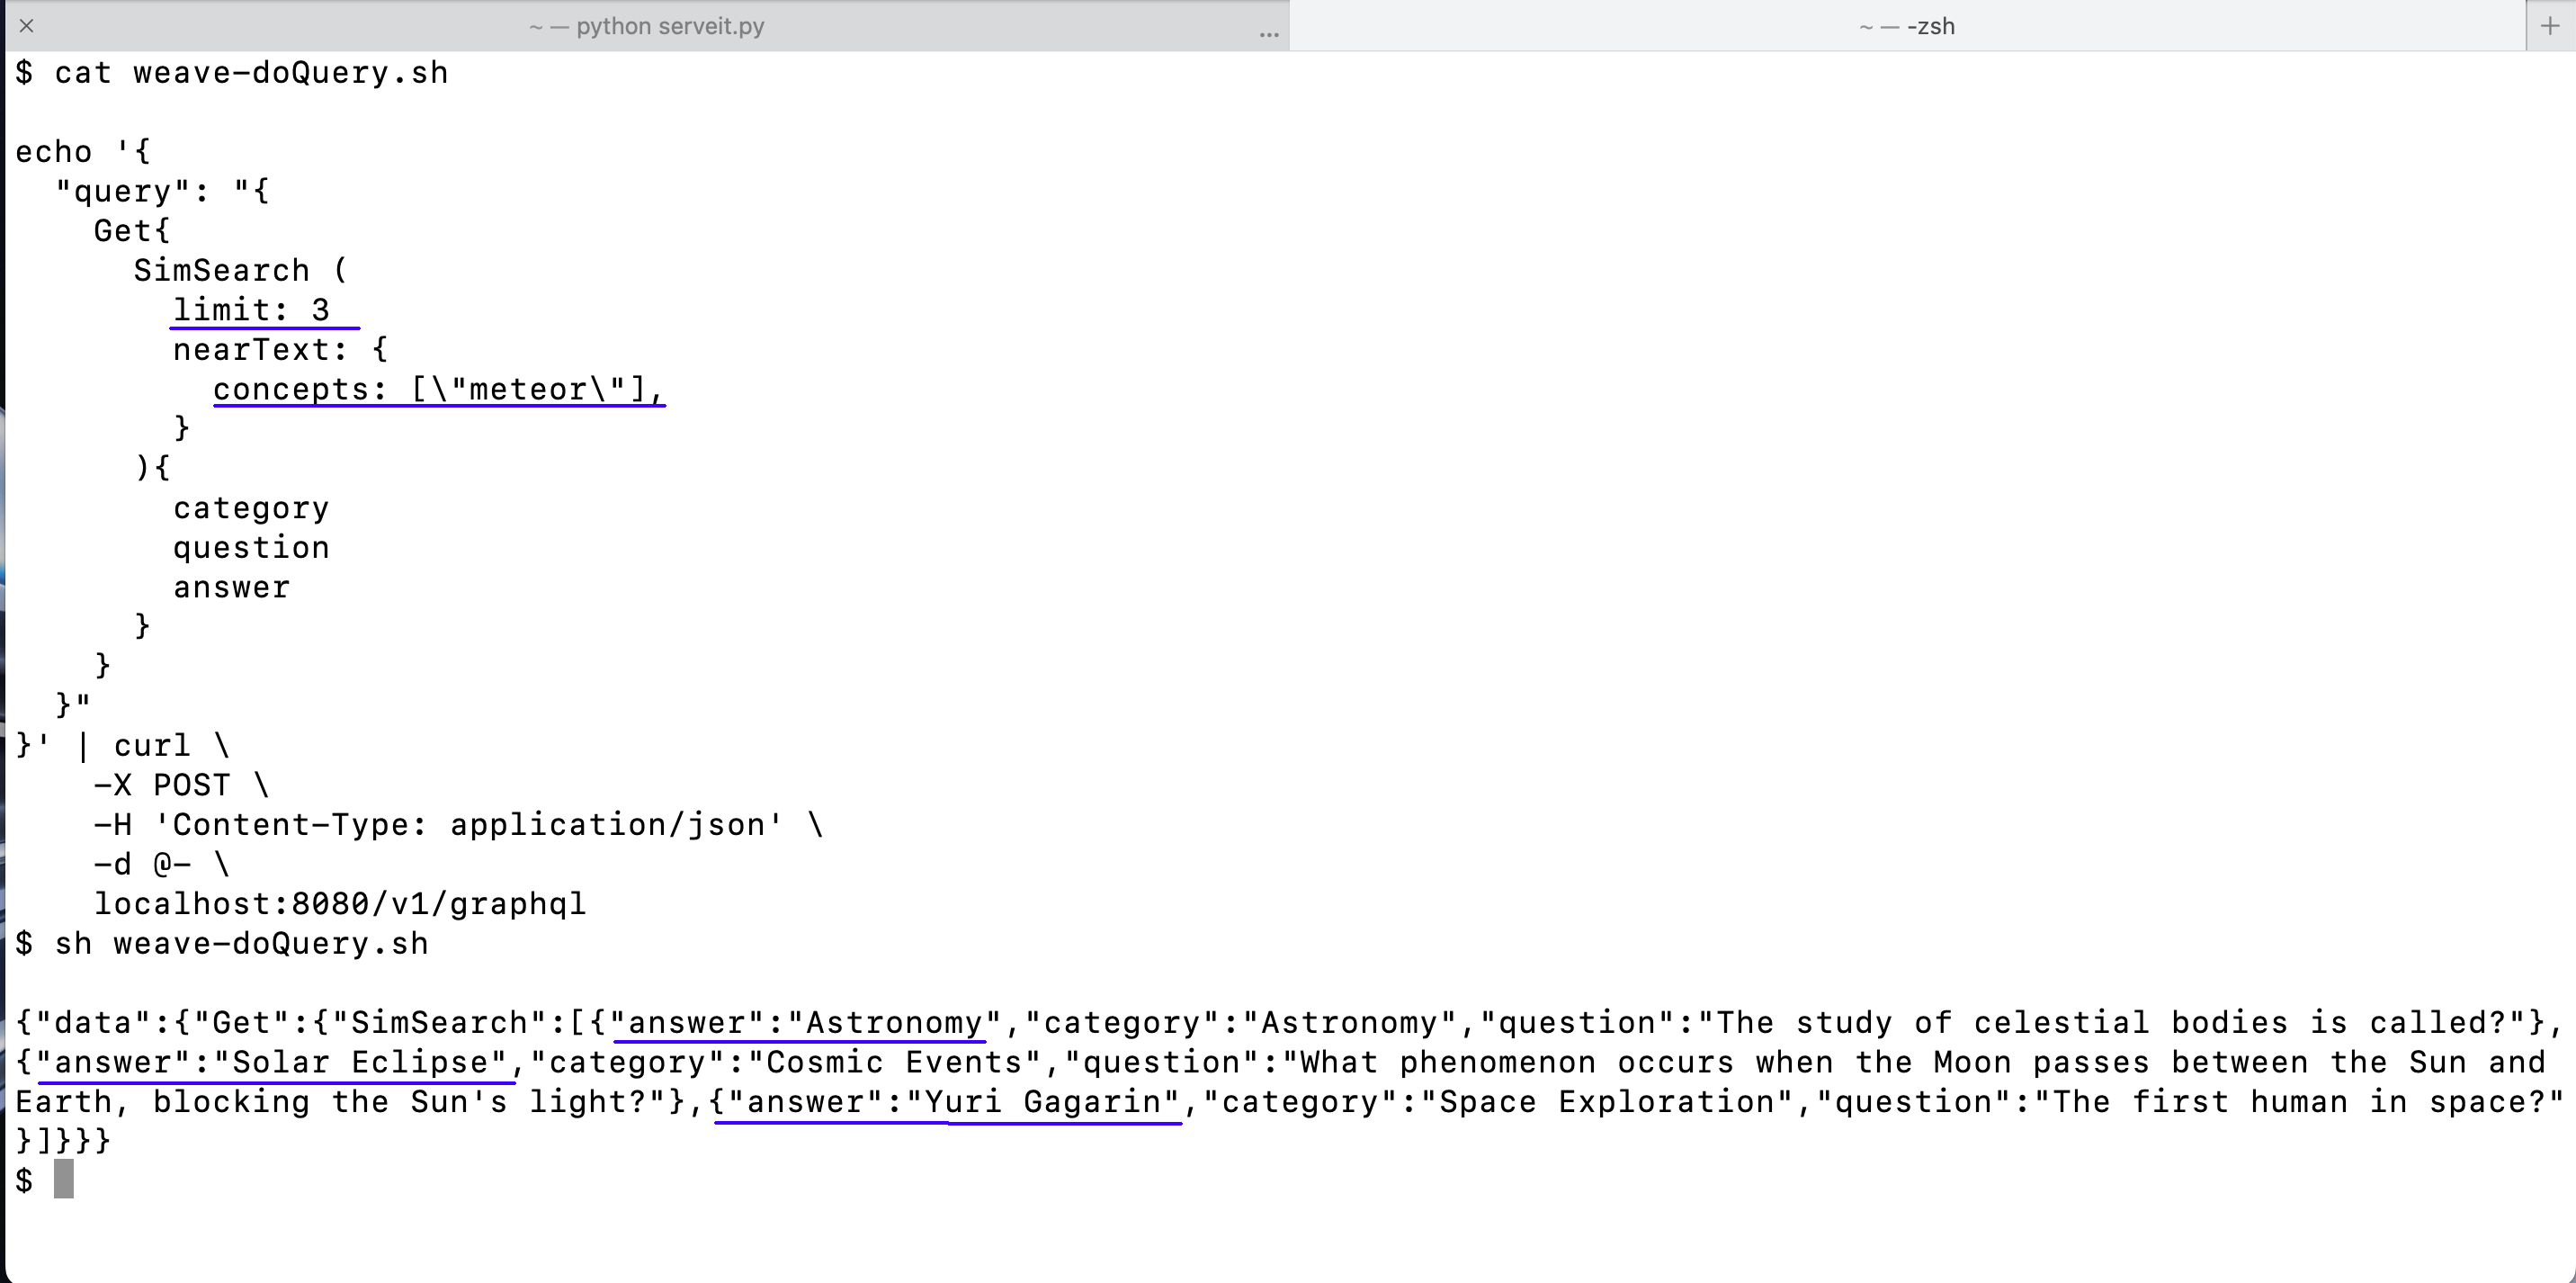 × ~ — python serveit.py ... ~ — -zsh +
$ cat weave-doQuery.sh
echo '{
  "query": "{
    Get{
      SimSearch (
        limit: 3
        nearText: {
          concepts: [\"meteor\"],
        }
      ){
        category
        question
        answer
      }
    }
  }"
}' | curl \
    -X POST \
    -H 'Content-Type: application/json' \
    -d @- \
    localhost:8080/v1/graphql
$ sh weave-doQuery.sh
{"data":{"Get":{"SimSearch":[{"answer":"Astronomy","category":"Astronomy","question":"The study of celestial bodies is called?"},
{"answer":"Solar Eclipse","category":"Cosmic Events","question":"What phenomenon occurs when the Moon passes between the Sun and
Earth, blocking the Sun's light?"},{"answer":"Yuri Gagarin","category":"Space Exploration","question":"The first human in space?"
}]}}}
$